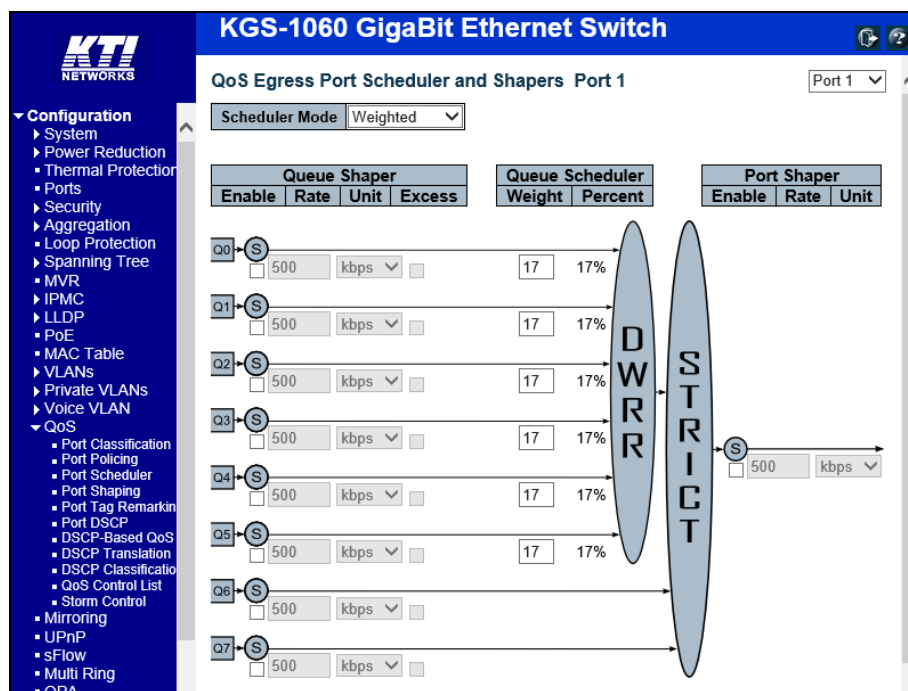 KTI
NETWORKS
KGS-1060 GigaBit Ethernet Switch
?
Configuration
System
Power Reduction
Thermal Protection
Ports
Security
Aggregation
Loop Protection
Spanning Tree
MVR
IPMC
LLDP
PoE
MAC Table
VLANs
Private VLANs
Voice VLAN
QoS
Port Classification
Port Policing
Port Scheduler
Port Shaping
Port Tag Remarkin
Port DSCP
DSCP-Based QoS
DSCP Translation
DSCP Classificatio
QoS Control List
Storm Control
Mirroring
UPnP
sFlow
Multi Ring
QoS Egress Port Scheduler and Shapers Port 1
Port 1
Scheduler Mode Weighted
Queue Shaper Queue Scheduler Port Shaper
Enable Rate Unit Excess Weight Percent Enable Rate Unit
Q0 S
500 kbps 17 17%
Q1 S
500 kbps 17 17%
Q2 S
500 kbps 17 17%
Q3 S
500 kbps 17 17%
Q4 S
500 kbps 17 17%
Q5 S
500 kbps 17 17%
Q6 S
500 kbps
Q7 S
500 kbps
DWRR
STRICT
S
500 kbps